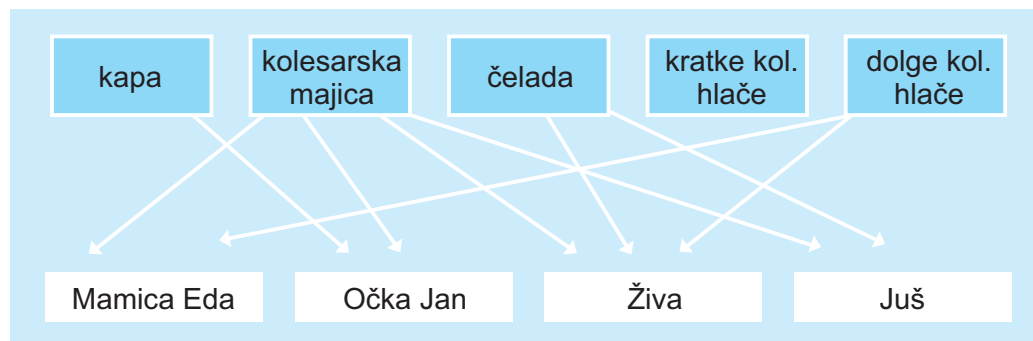 kapa
kolesarska
majica
čelada
kratke kol.
hlače
dolge kol.
hlače
Mamica Eda
Očka Jan
Živa
Juš